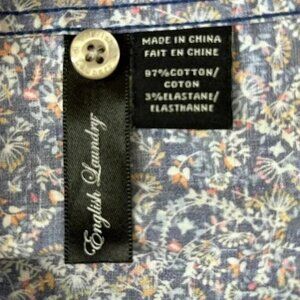 MADE IN CHINA
FAIT EN CHINE
97%COTTON/
COTON
3%ELASTANE/
ELASTHANNE
English Laundry